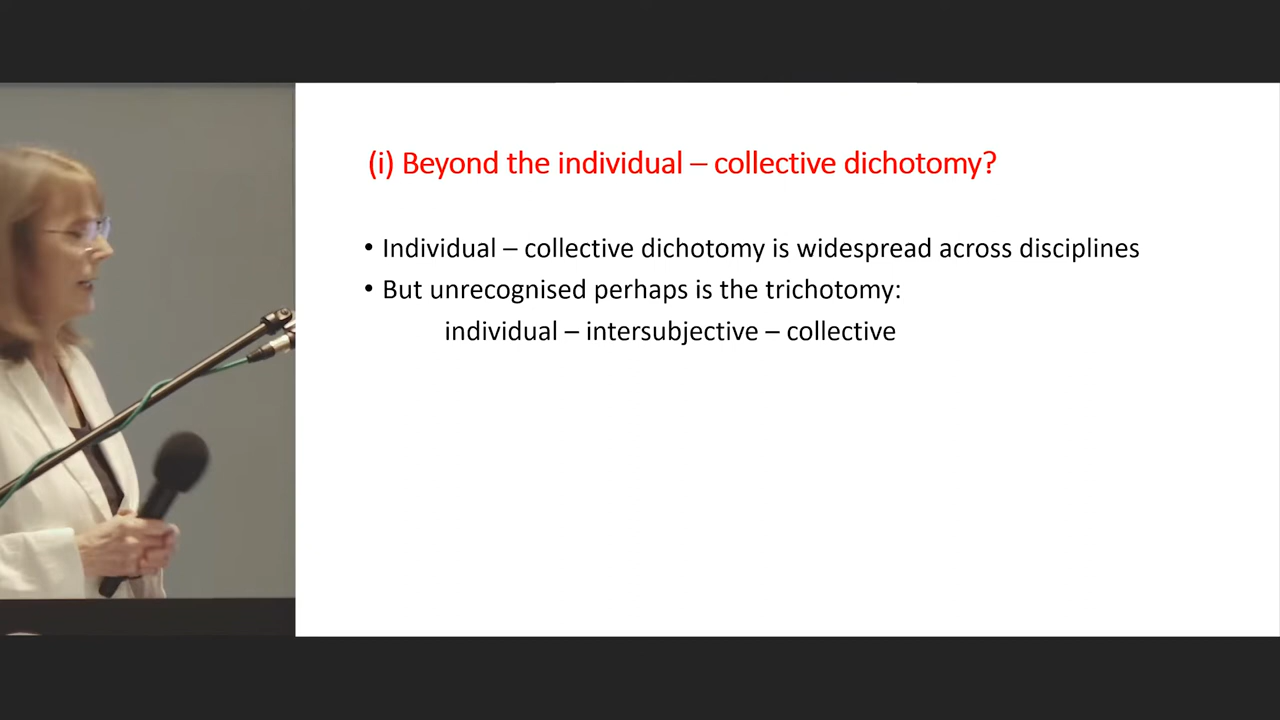 (i) Beyond the individual – collective dichotomy?
• Individual – collective dichotomy is widespread across disciplines
• But unrecognised perhaps is the trichotomy:
individual – intersubjective – collective